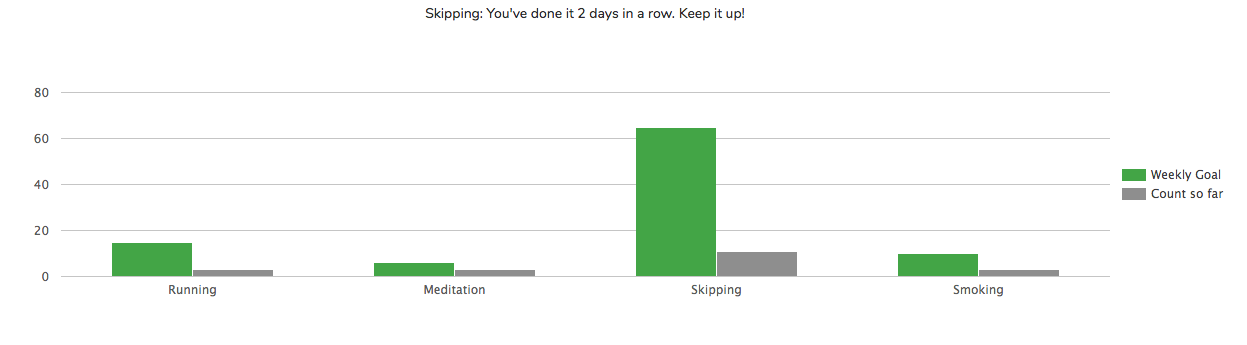 Skipping: You've done it 2 days in a row. Keep it up!
80
60
40
20
0
Running Meditation Skipping Smoking
Weekly Goal
Count so far